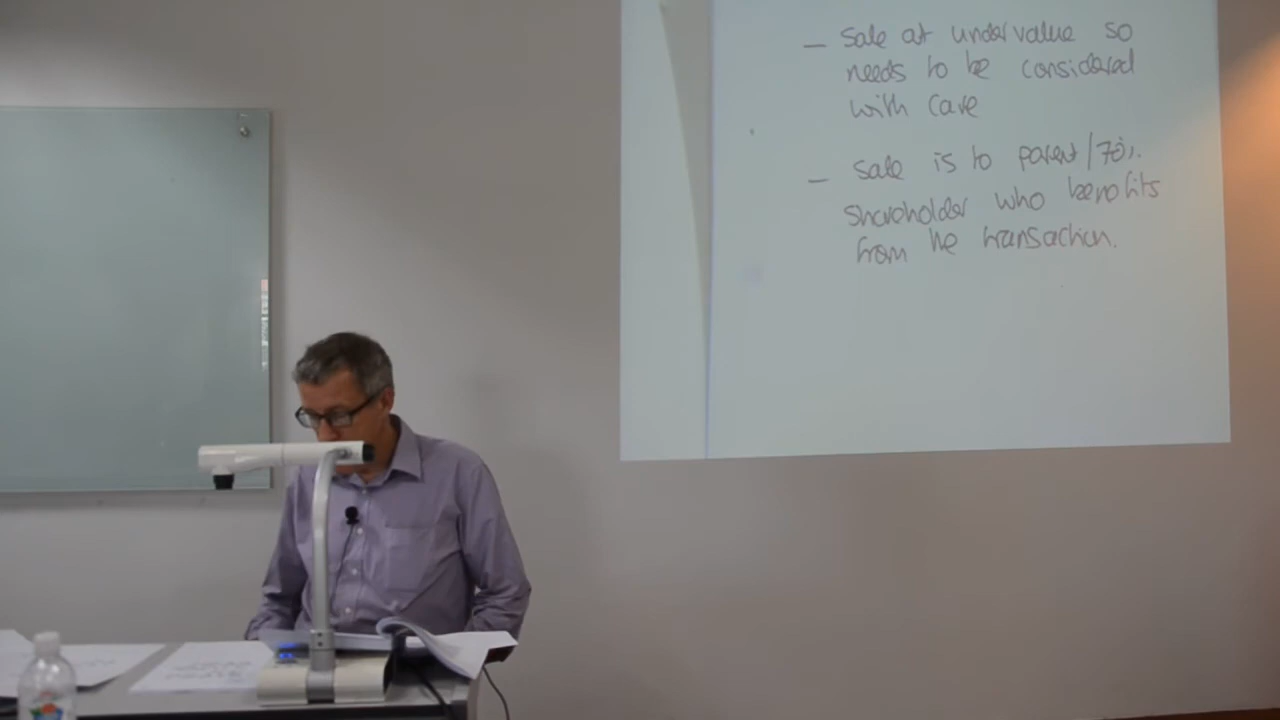 — Sale at undervalue so
needs to be considered
with care
— Sale is to parent/70%
shareholder who benefits
from the transaction.